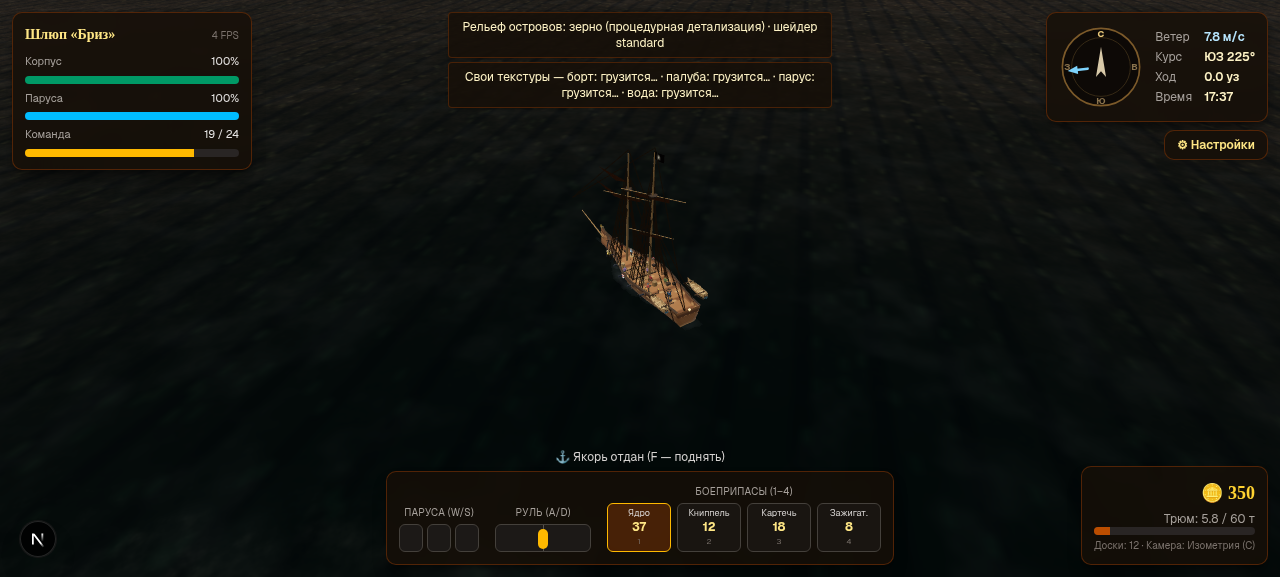 Шлюп «Бриз»
4 FPS
Корпус 100%
Паруса 100%
Команда 19 / 24
Рельеф островов: зерно (процедурная детализация) · шейдер
standard
Свои текстуры — борт: грузится… · палуба: грузится… · парус:
грузится… · вода: грузится…
С
З
В
Ю
Ветер 7.8 м/с
Курс ЮЗ 225°
Ход 0.0 уз
Время 17:37
⚙ Настройки
⚓ Якорь отдан (F — поднять)
ПАРУСА (W/S)
РУЛЬ (A/D)
БОЕПРИПАСЫ (1–4)
Ядро
37
1
Книппель
12
2
Картечь
18
3
Зажигат.
8
4
350
Трюм: 5.8 / 60 т
Доски: 12 · Камера: Изометрия (C)
N